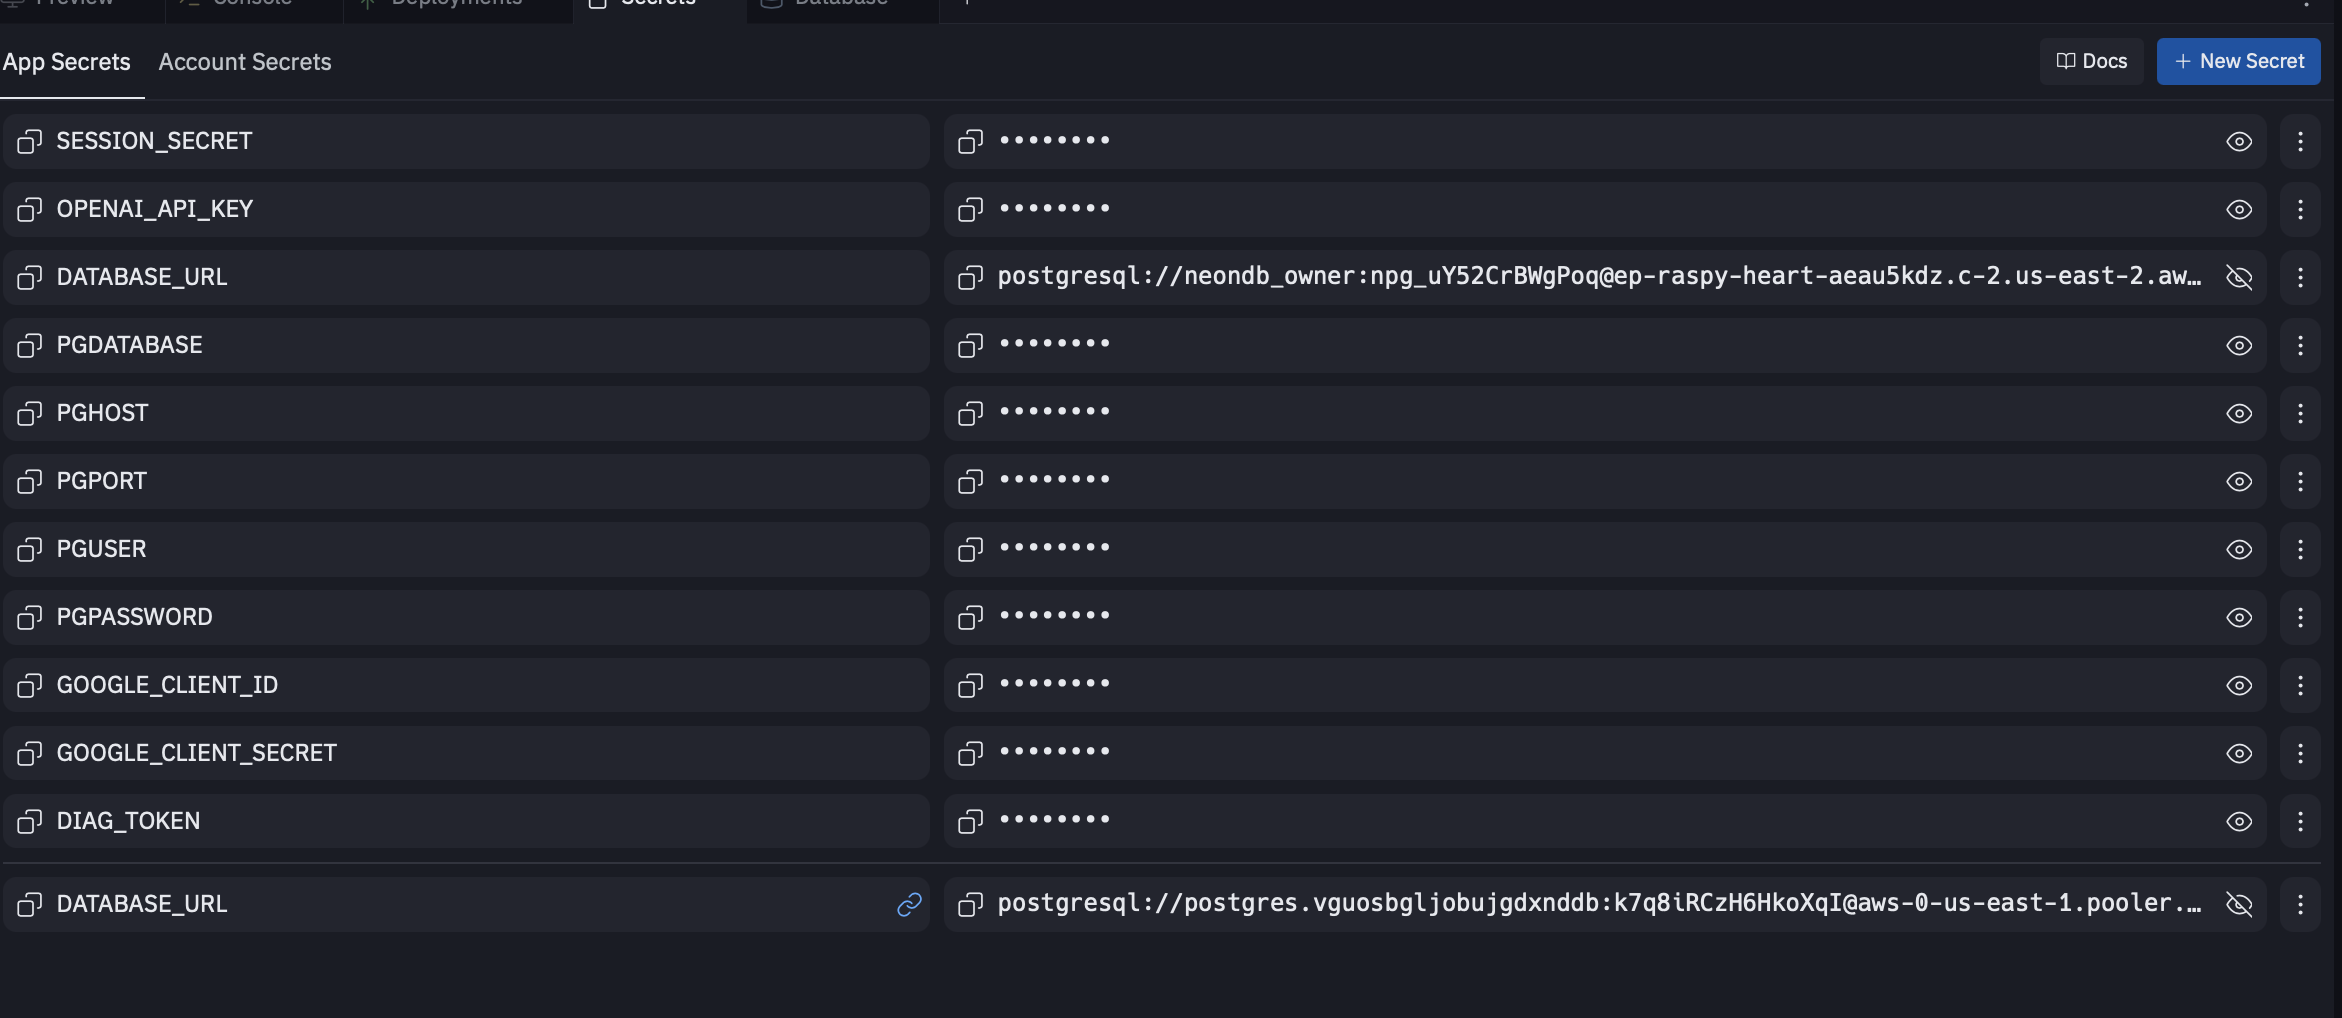 Preview Console Deployments Secrets Database +
App Secrets Account Secrets Docs + New Secret
SESSION_SECRET ••••••••
OPENAI_API_KEY ••••••••
DATABASE_URL postgresql://neondb_owner:npg_uY52CrBWgPoq@ep-raspy-heart-aeau5kdz.c-2.us-east-2.aw…
PGDATABASE ••••••••
PGHOST ••••••••
PGPORT ••••••••
PGUSER ••••••••
PGPASSWORD ••••••••
GOOGLE_CLIENT_ID ••••••••
GOOGLE_CLIENT_SECRET ••••••••
DIAG_TOKEN ••••••••
DATABASE_URL postgresql://postgres.vguosbgljobujgdxnddb:k7q8iRCzH6HkoXqI@aws-0-us-east-1.pooler.…